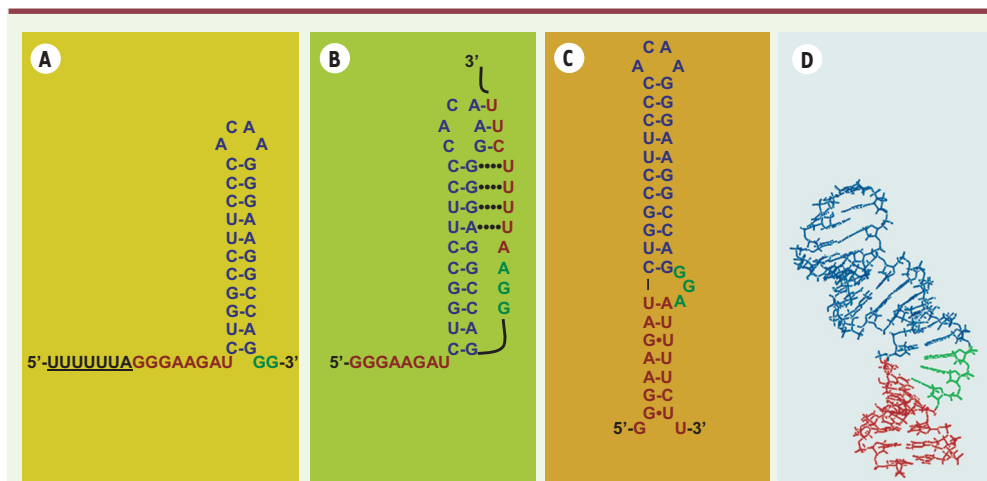 A
C A
A A
C-G
C-G
C-G
U-A
U-A
C-G
C-G
G-C
G-C
U-A
C-G
5'-UUUUUUAGGGAAGAU GG-3'
B
3'
C A-U
A A-U
C G-C
C-G••••U
C-G••••U
U-G••••U
U-A••••U
C-G A
C-G A
G-C G
G-C G
U-A
C-G
5'-GGGAAGAU
C
C A
A A
C-G
C-G
C-G
U-A
U-A
C-G
C-G
G-C
G-C
U-A
C-G G
G
U-A A
A-U
G•U
A-U
A-U
G-C
G•U
5'-G U-3'
D